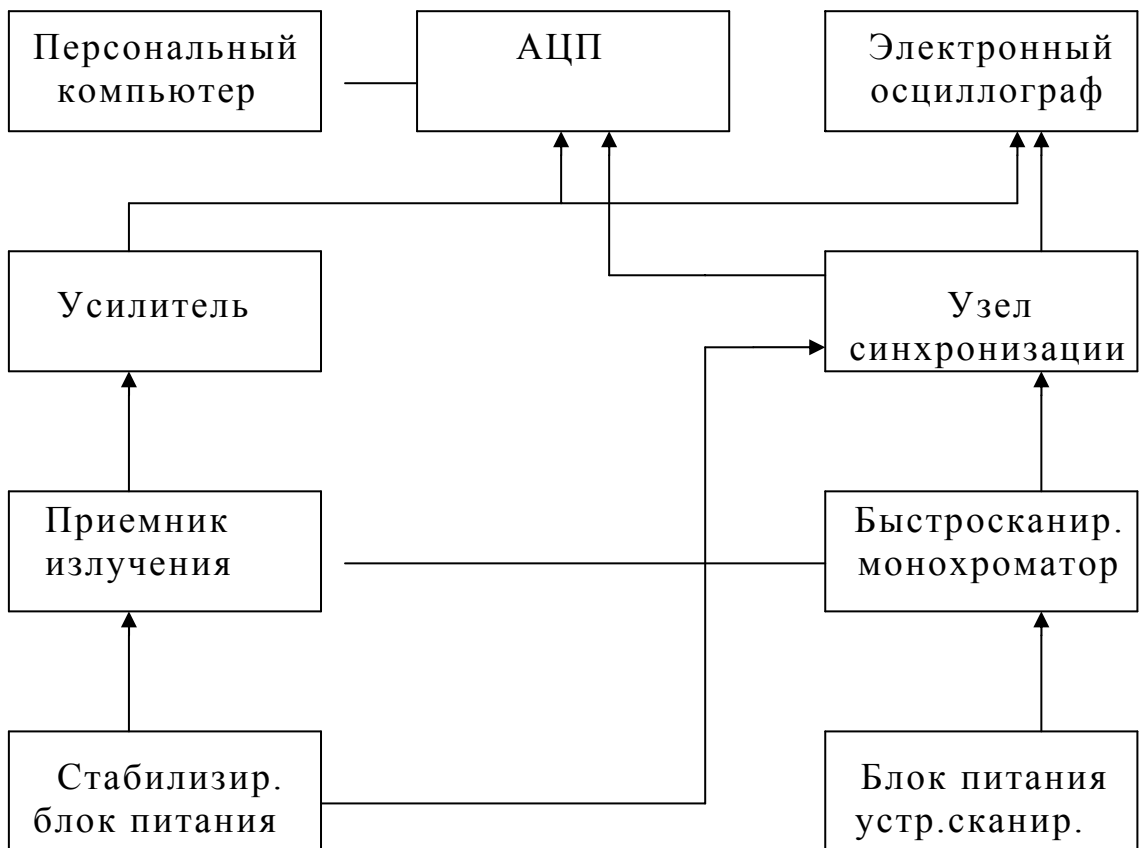 Персональный
компьютер
АЦП
Электронный
осциллограф
Усилитель
Узел
синхронизации
Приемник
излучения
Быстросканир.
монохроматор
Стабилизир.
блок питания
Блок питания
устр.сканир.